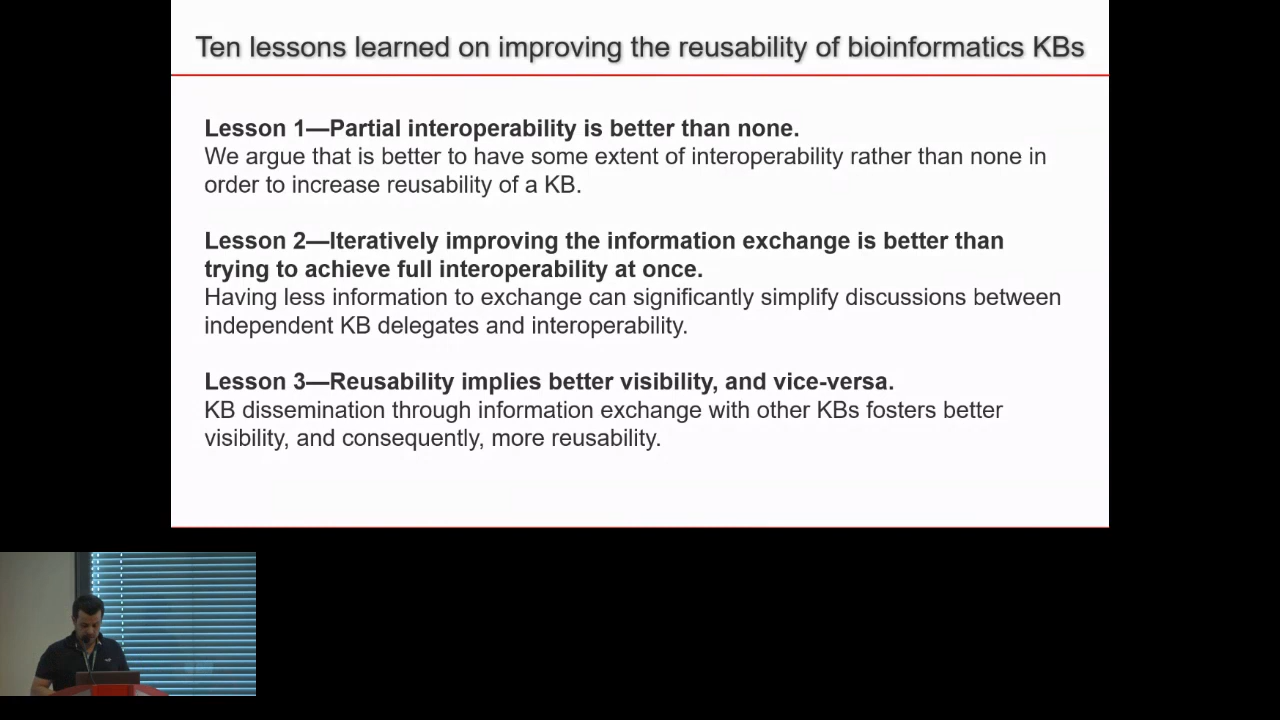 Ten lessons learned on improving the reusability of bioinformatics KBs
Lesson 1—Partial interoperability is better than none.
We argue that is better to have some extent of interoperability rather than none in
order to increase reusability of a KB.
Lesson 2—Iteratively improving the information exchange is better than
trying to achieve full interoperability at once.
Having less information to exchange can significantly simplify discussions between
independent KB delegates and interoperability.
Lesson 3—Reusability implies better visibility, and vice-versa.
KB dissemination through information exchange with other KBs fosters better
visibility, and consequently, more reusability.